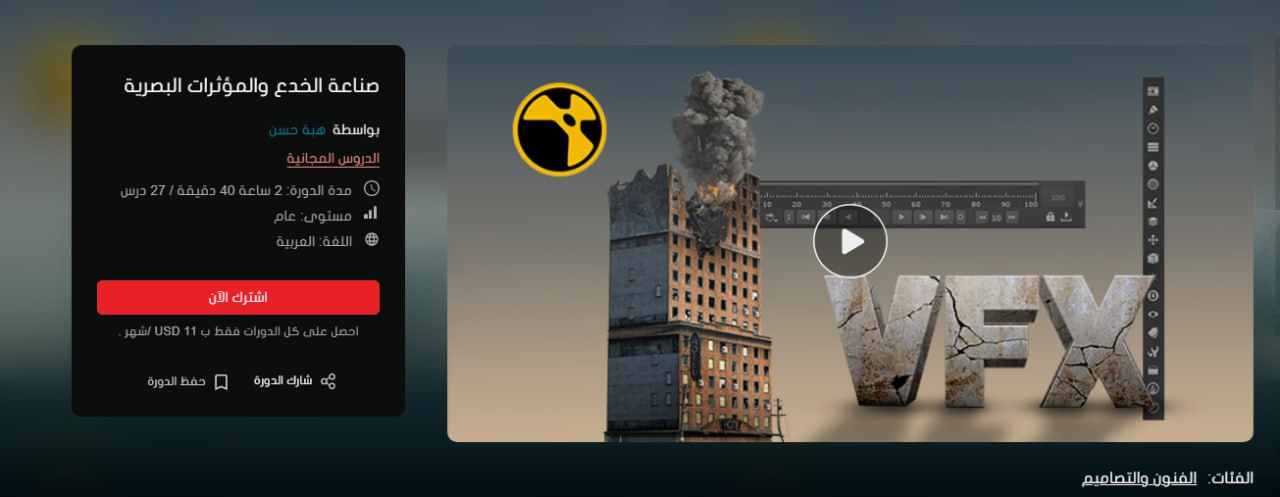 صناعة الخدع والمؤثرات البصرية
بواسطة هبة حسن
الدروس المجانية
مدة الدورة: 2 ساعة 40 دقيقة / 27 درس
مستوى: عام
اللغة: العربية
اشترك الآن
احصل على كل الدورات فقط ب 11 USD /شهر .
شارك الدورة
حفظ الدورة
10 20 30 40 50 60 70 80 90 100
100
10
VFX
الفئات: الفنون والتصاميم